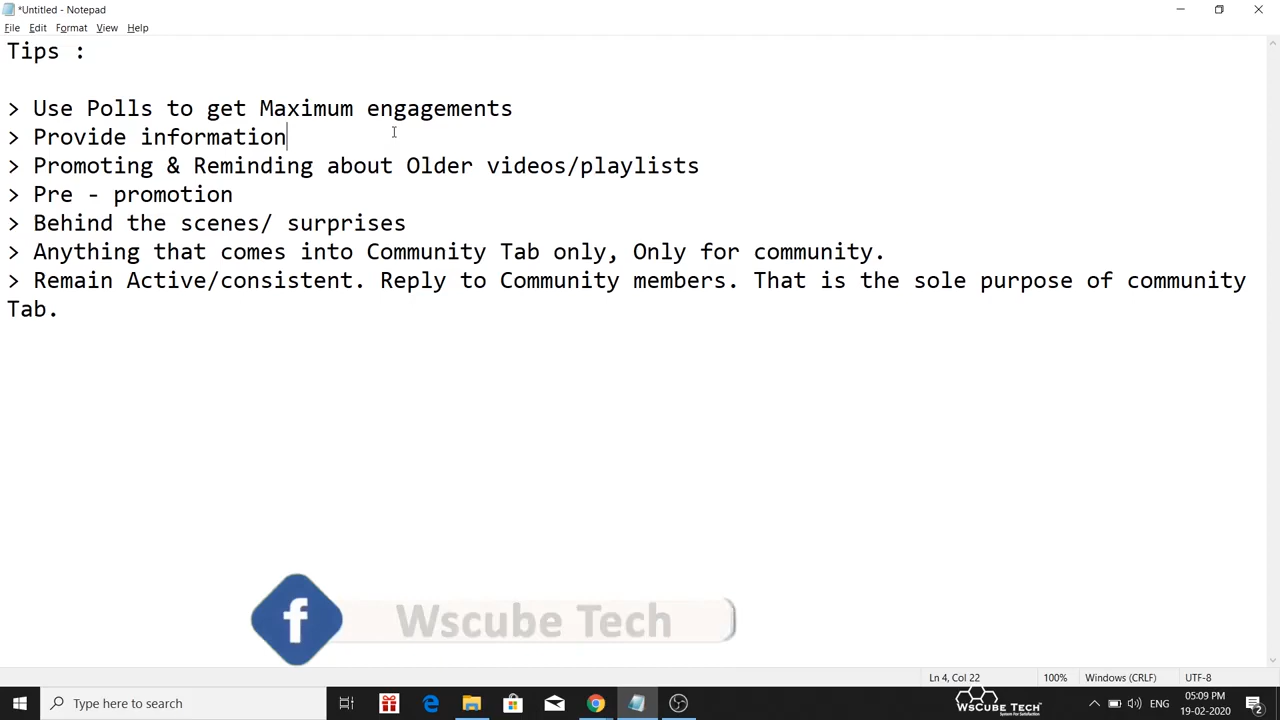 *Untitled - Notepad
File Edit Format View Help
Tips :
> Use Polls to get Maximum engagements
> Provide information
> Promoting & Reminding about Older videos/playlists
> Pre - promotion
> Behind the scenes/ surprises
> Anything that comes into Community Tab only, Only for community.
> Remain Active/consistent. Reply to Community members. That is the sole purpose of community
Tab.
f Wscube Tech
Ln 4, Col 22 100% Windows (CRLF) UTF-8
Type here to search
WSCUBE TECH
System For Satisfaction
ENG
05:09 PM
19-02-2020
2